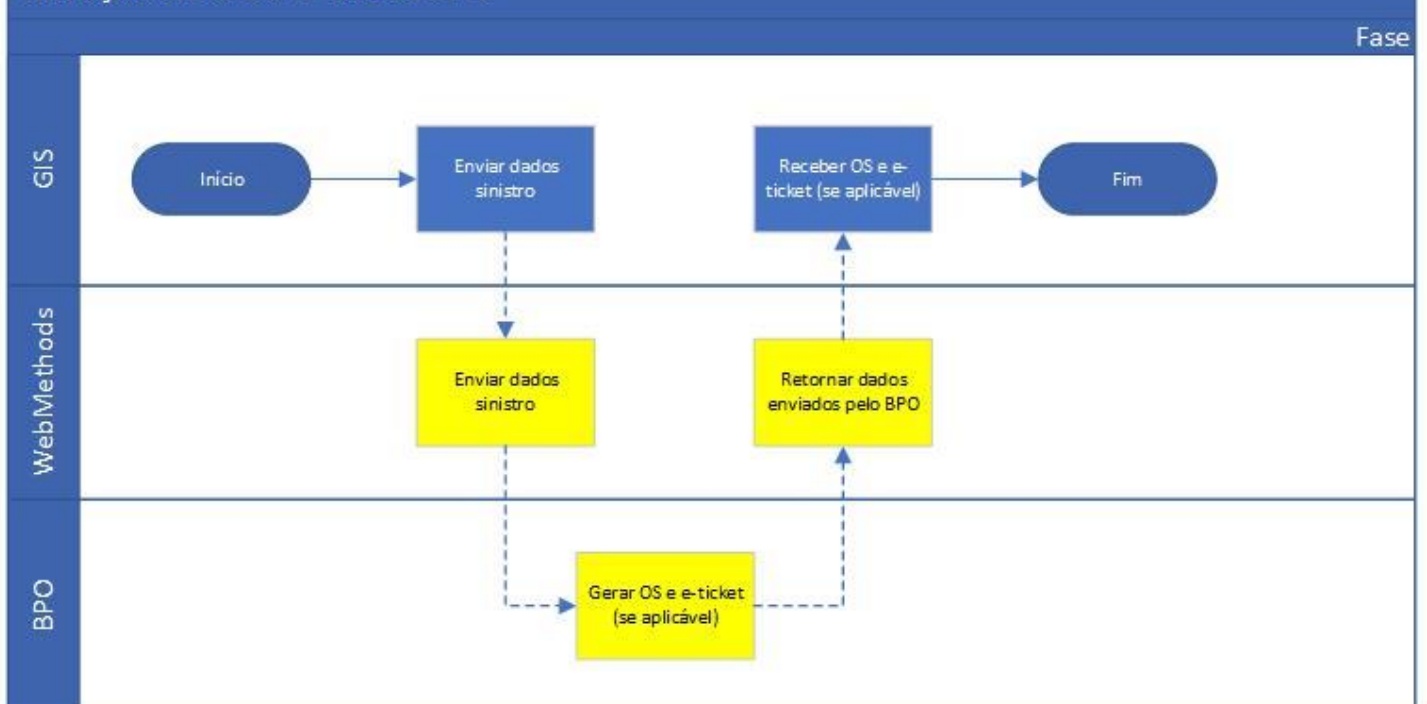 Fase
GIS
Início
Enviar dados
sinistro
Receber OS e e-
ticket (se aplicável)
Fim
WebMethods
Enviar dados
sinistro
Retornar dados
enviados pelo BPO
BPO
Gerar OS e e-ticket
(se aplicável)